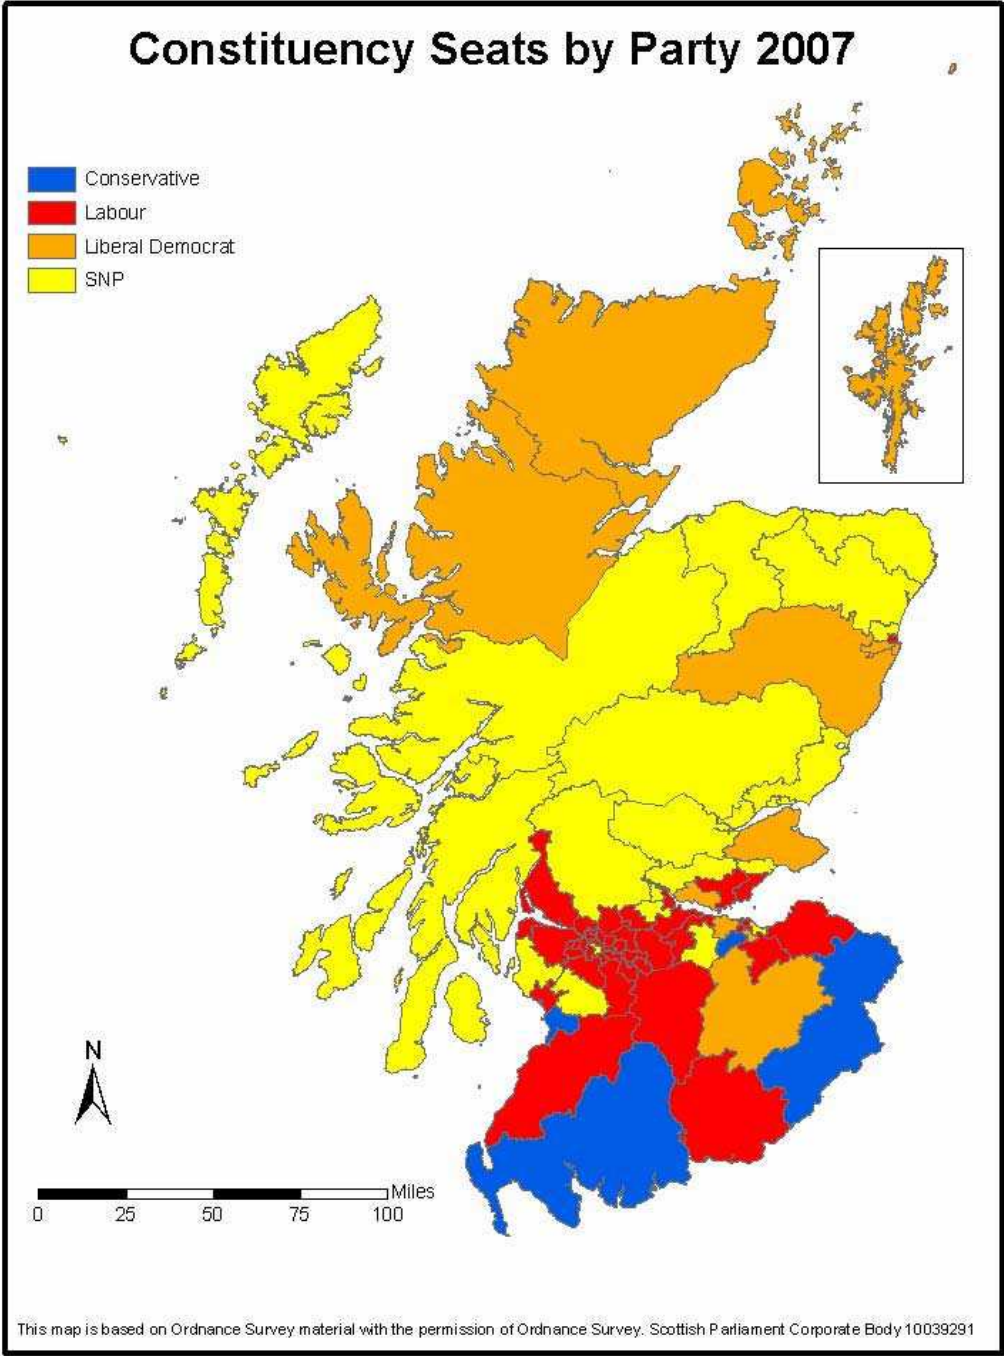 Constituency Seats by Party 2007
Conservative
Labour
Liberal Democrat
SNP
N
Miles
0 25 50 75 100
This map is based on Ordnance Survey material with the permission of Ordnance Survey. Scottish Parliament Corporate Body 10039291